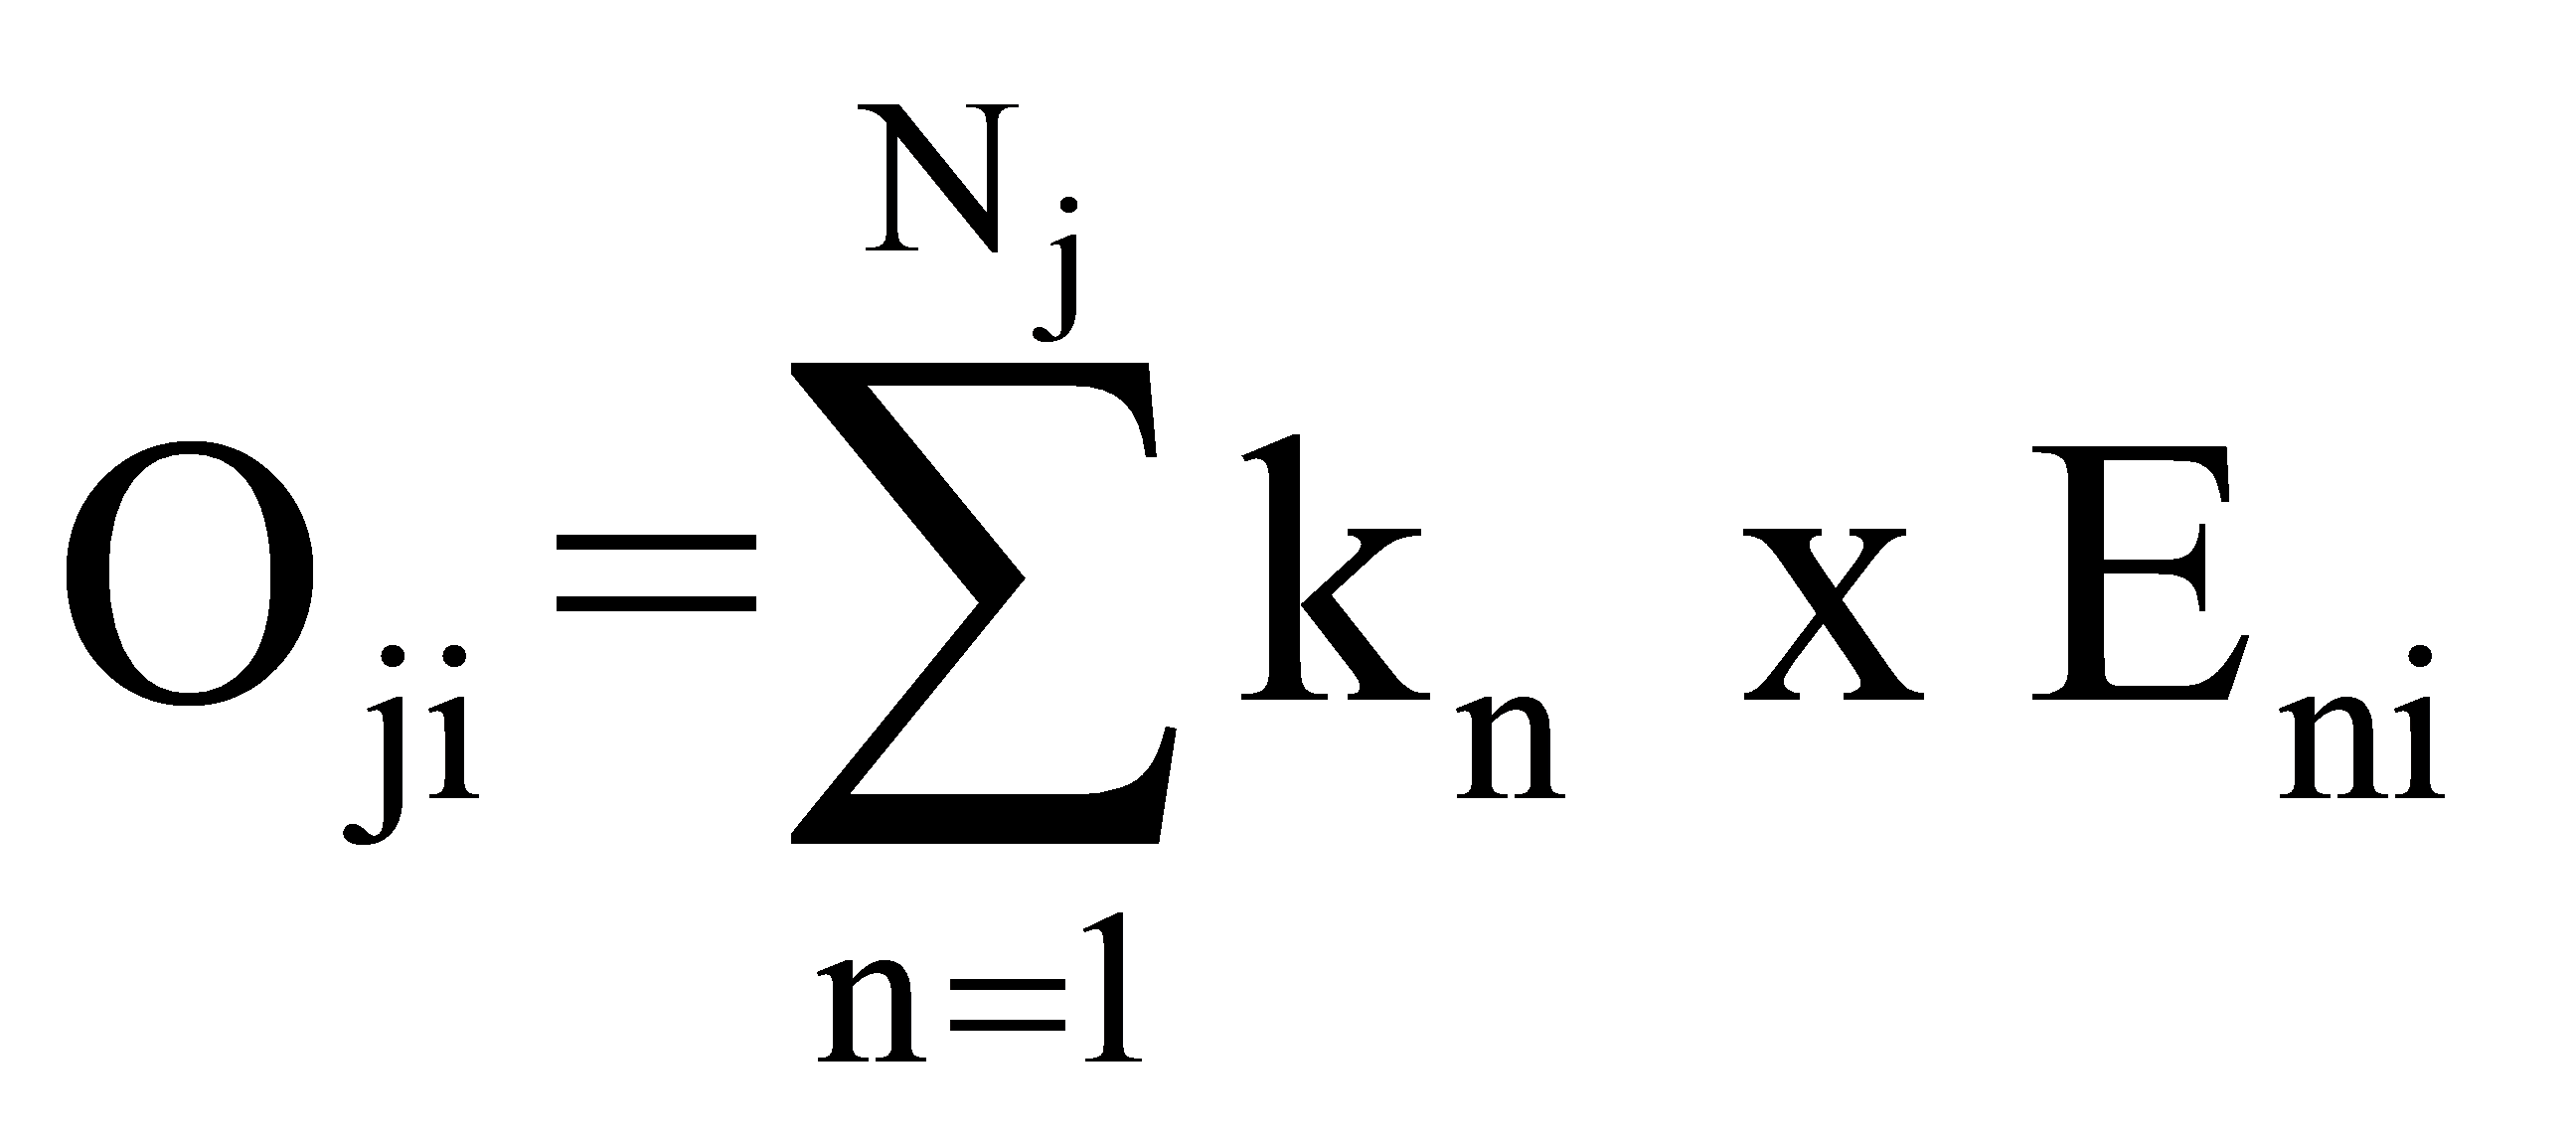 N_j
O_ji = ∑ k_n x E_ni
n=1